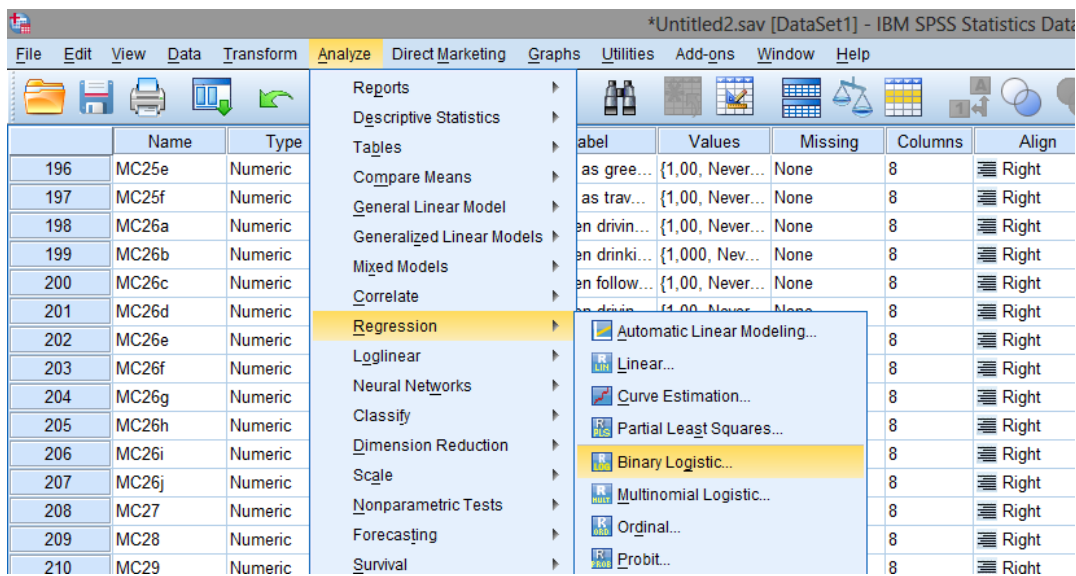 *Untitled2.sav [DataSet1] - IBM SPSS Statistics Data
File Edit View Data Transform Analyze Direct Marketing Graphs Utilities Add-ons Window Help
Name Type abel Values Missing Columns Align
196 MC25e Numeric as gree... {1,00, Never... None 8 Right
197 MC25f Numeric as trav... {1,00, Never... None 8 Right
198 MC26a Numeric en drivin... {1,00, Never... None 8 Right
199 MC26b Numeric en drinki... {1,000, Nev... None 8 Right
200 MC26c Numeric en follow... {1,00, Never... None 8 Right
201 MC26d Numeric en drivin... {1,00, Never... None 8 Right
202 MC26e Numeric 8 Right
203 MC26f Numeric 8 Right
204 MC26g Numeric 8 Right
205 MC26h Numeric 8 Right
206 MC26i Numeric 8 Right
207 MC26j Numeric 8 Right
208 MC27 Numeric 8 Right
209 MC28 Numeric 8 Right
210 MC29 Numeric 8 Right
Reports
Descriptive Statistics
Tables
Compare Means
General Linear Model
Generalized Linear Models
Mixed Models
Correlate
Regression
Loglinear
Neural Networks
Classify
Dimension Reduction
Scale
Nonparametric Tests
Forecasting
Survival
Automatic Linear Modeling...
Linear...
Curve Estimation...
Partial Least Squares...
Binary Logistic...
Multinomial Logistic...
Ordinal...
Probit...